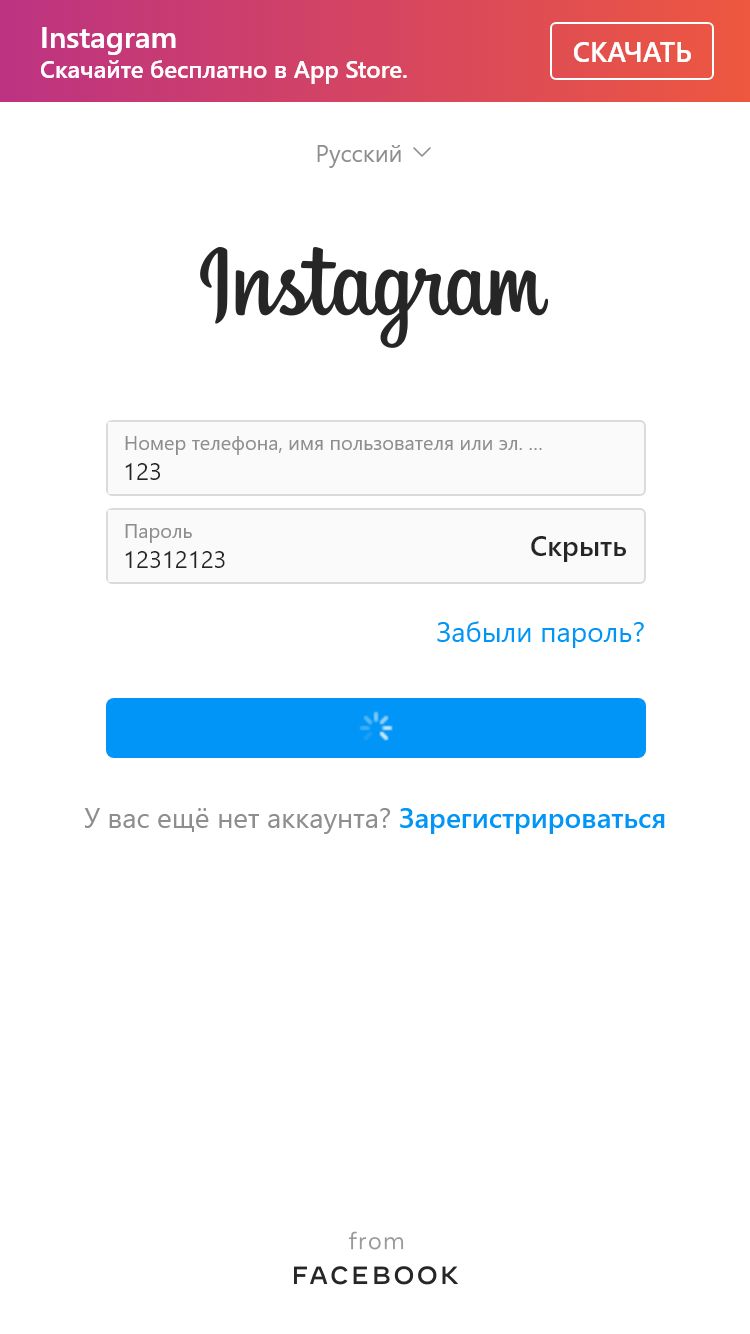 Instagram
Скачайте бесплатно в App Store.
СКАЧАТЬ
Русский
Instagram
Номер телефона, имя пользователя или эл. ...
123
Пароль
12312123
Скрыть
Забыли пароль?
У вас ещё нет аккаунта? Зарегистрироваться
from
FACEBOOK